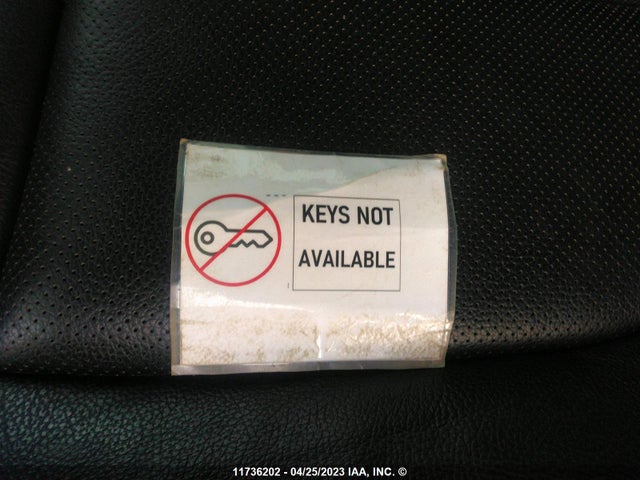 KEYS NOT
AVAILABLE
11736202 - 04/25/2023 IAA, INC. ©